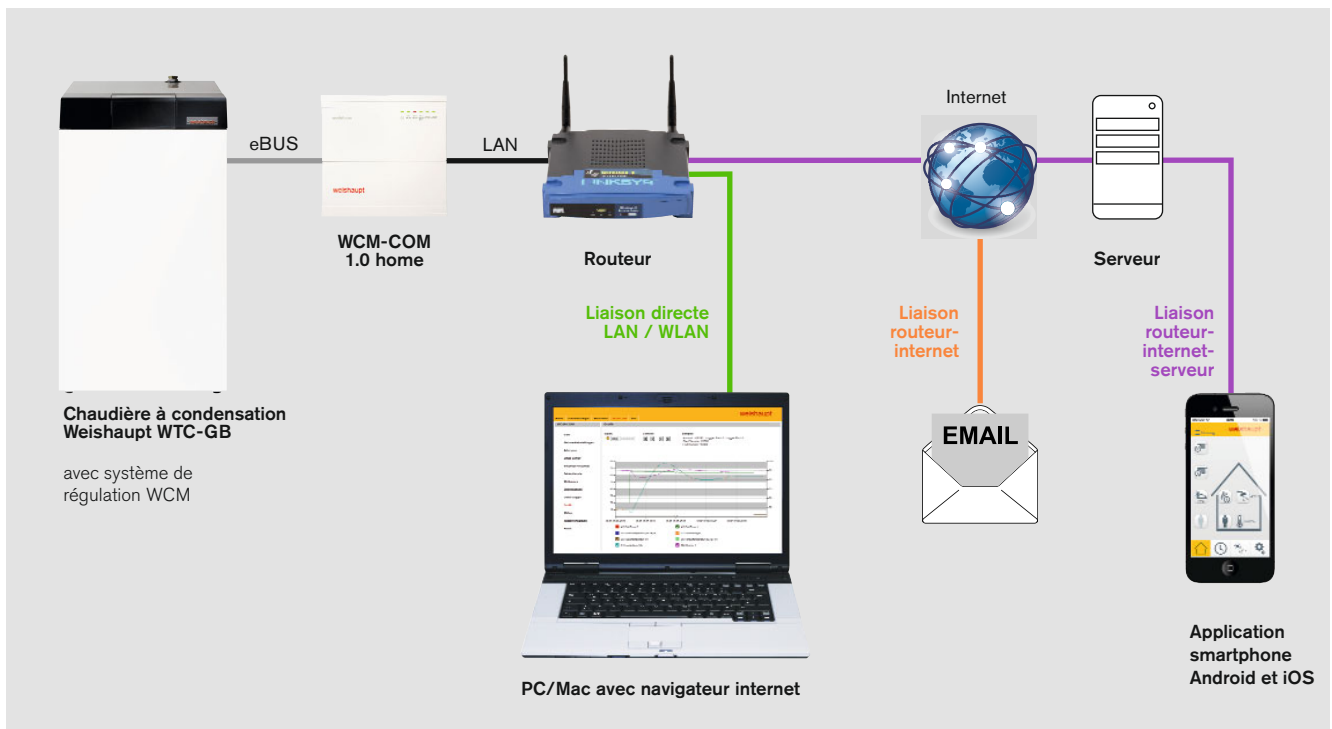 Internet
eBUS
LAN
weishaupt
LINKSYS
WCM-COM
1.0 home
Routeur
Serveur
Liaison directe
LAN / WLAN
Liaison
routeur-
internet
Liaison
routeur-
internet-
serveur
Chaudière à condensation
Weishaupt WTC-GB
avec système de
régulation WCM
weishaupt
EMAIL
PC/Mac avec navigateur internet
Application
smartphone
Android et iOS